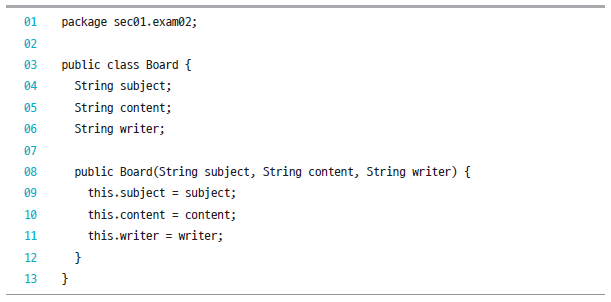 01 package sec01.exam02;
02
03 public class Board {
04   String subject;
05   String content;
06   String writer;
07
08   public Board(String subject, String content, String writer) {
09     this.subject = subject;
10     this.content = content;
11     this.writer = writer;
12   }
13 }